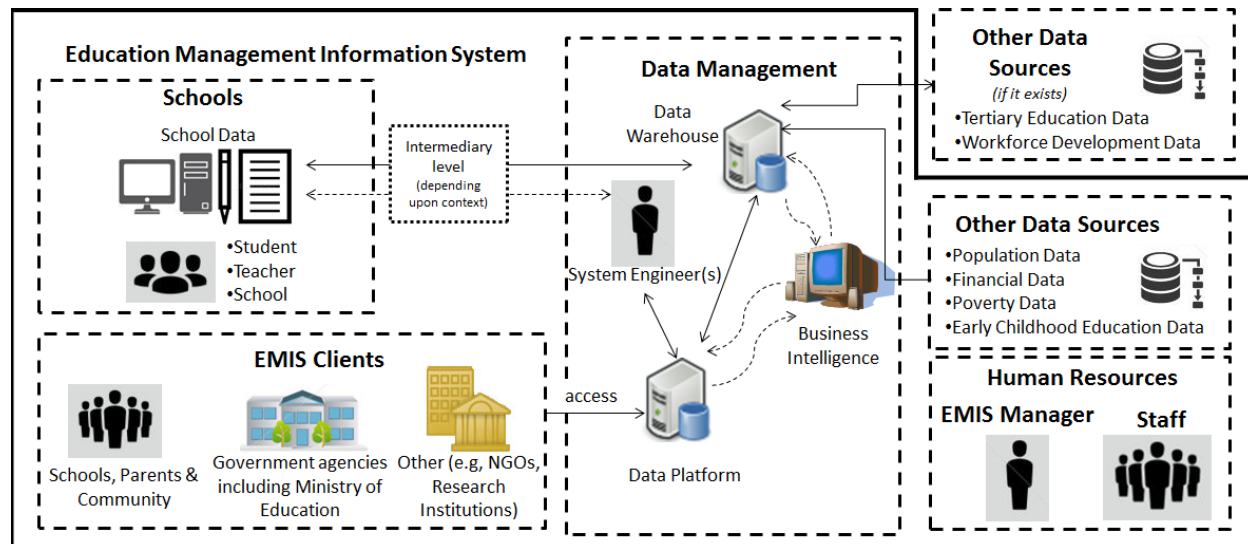 Education Management Information System
Schools
School Data
•Student
•Teacher
•School
Intermediary
level
(depending
upon context)
Data Management
Data
Warehouse
System Engineer(s)
Business
Intelligence
Data Platform
Other Data
Sources
(if it exists)
•Tertiary Education Data
•Workforce Development Data
Other Data Sources
•Population Data
•Financial Data
•Poverty Data
•Early Childhood Education Data
EMIS Clients
Schools, Parents &
Community
Government agencies
including Ministry of
Education
Other (e.g, NGOs,
Research
Institutions)
access
Human Resources
EMIS Manager
Staff